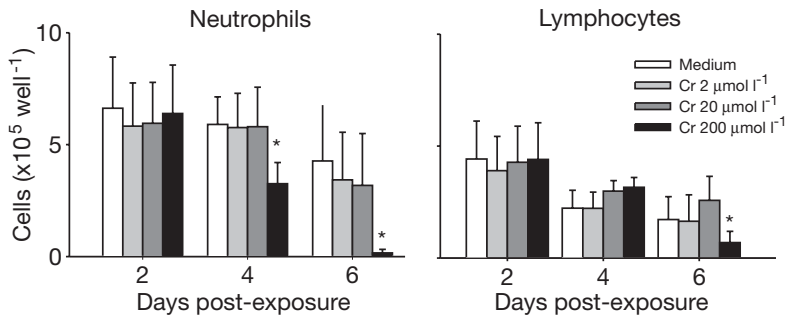 Neutrophils
Lymphocytes
Cells (x10⁵ well⁻¹)
10
5
0
*
*
2
4
6
Days post-exposure
Medium
Cr 2 µmol l⁻¹
Cr 20 µmol l⁻¹
Cr 200 µmol l⁻¹
*
2
4
6
Days post-exposure